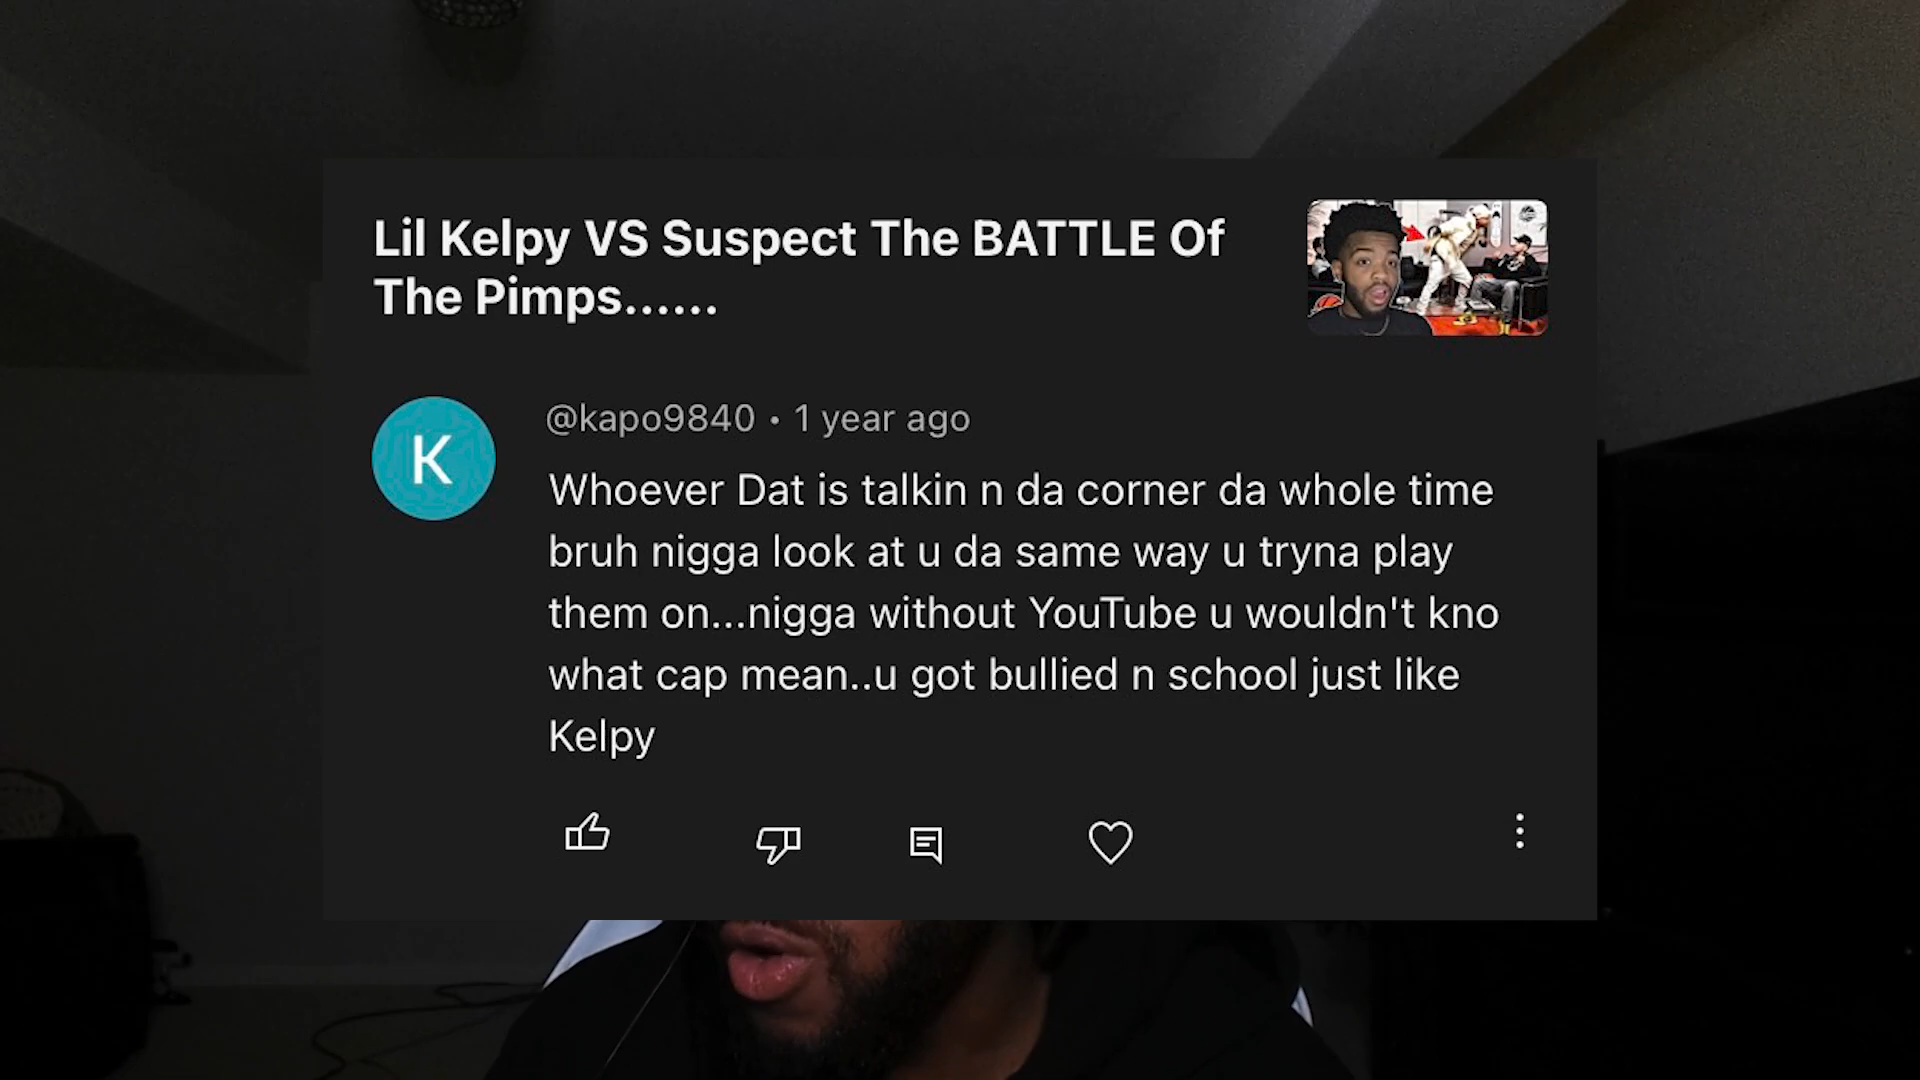 Lil Kelpy VS Suspect The BATTLE Of
The Pimps......
K
@kapo9840 • 1 year ago
Whoever Dat is talkin n da corner da whole time
bruh nigga look at u da same way u tryna play
them on...nigga without YouTube u wouldn't kno
what cap mean..u got bullied n school just like
Kelpy